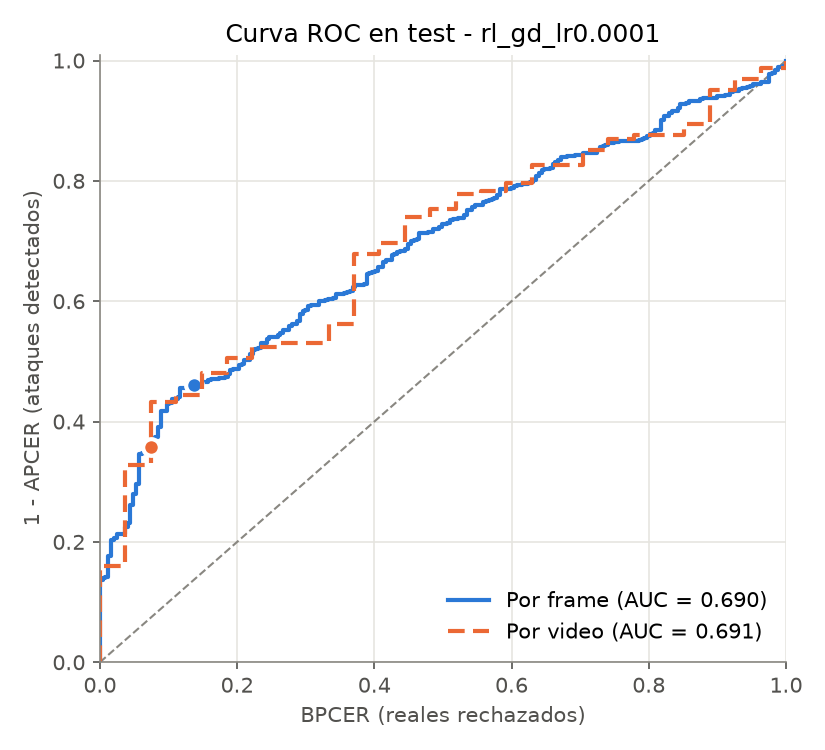 Curva ROC en test - rl_gd_lr0.0001
1 - APCER (ataques detectados)
1.0
0.8
0.6
0.4
0.2
0.0
Por frame (AUC = 0.690)
Por video (AUC = 0.691)
0.0 0.2 0.4 0.6 0.8 1.0
BPCER (reales rechazados)